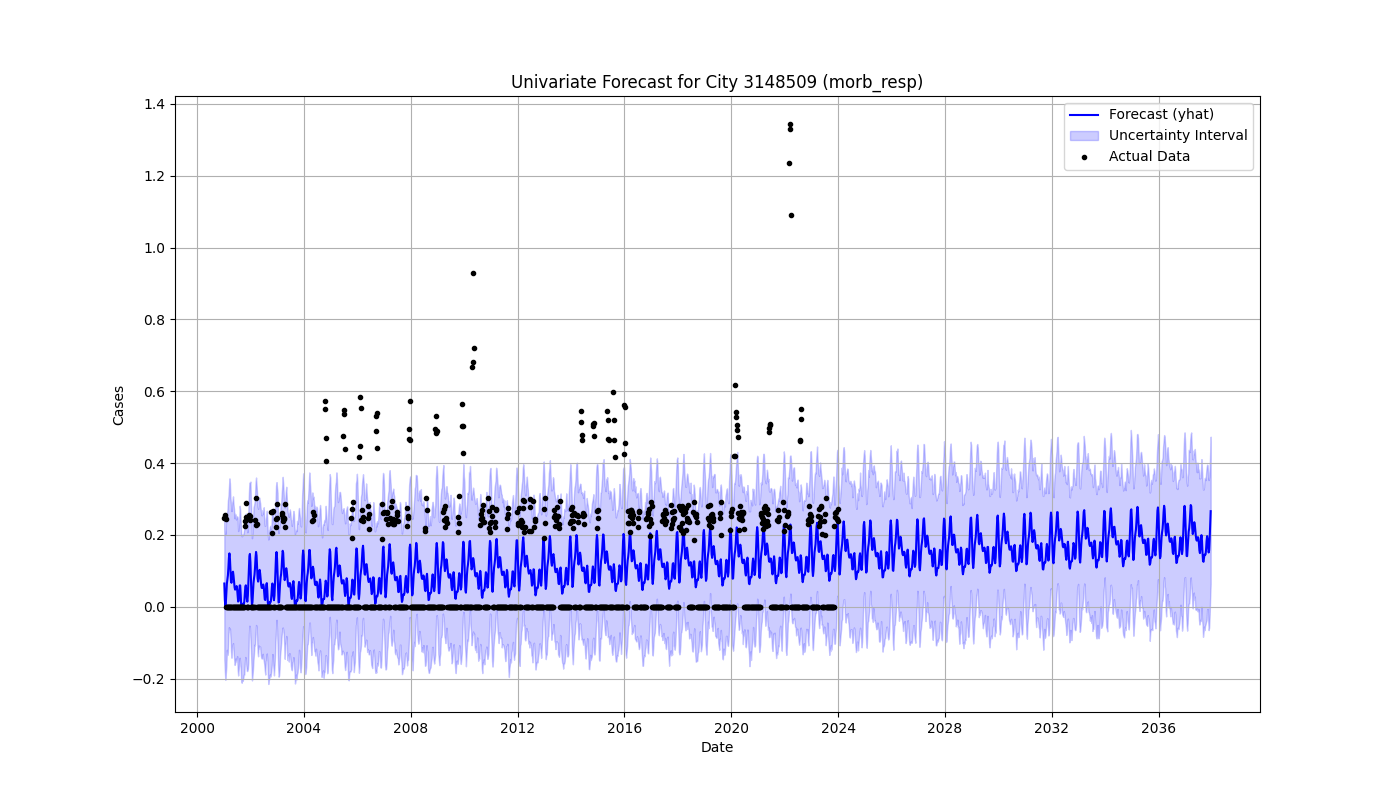 Univariate Forecast for City 3148509 (morb_resp)
Forecast (yhat)
Uncertainty Interval
Actual Data
Cases
1.4
1.2
1.0
0.8
0.6
0.4
0.2
0.0
−0.2
2000 2004 2008 2012 2016 2020 2024 2028 2032 2036
Date